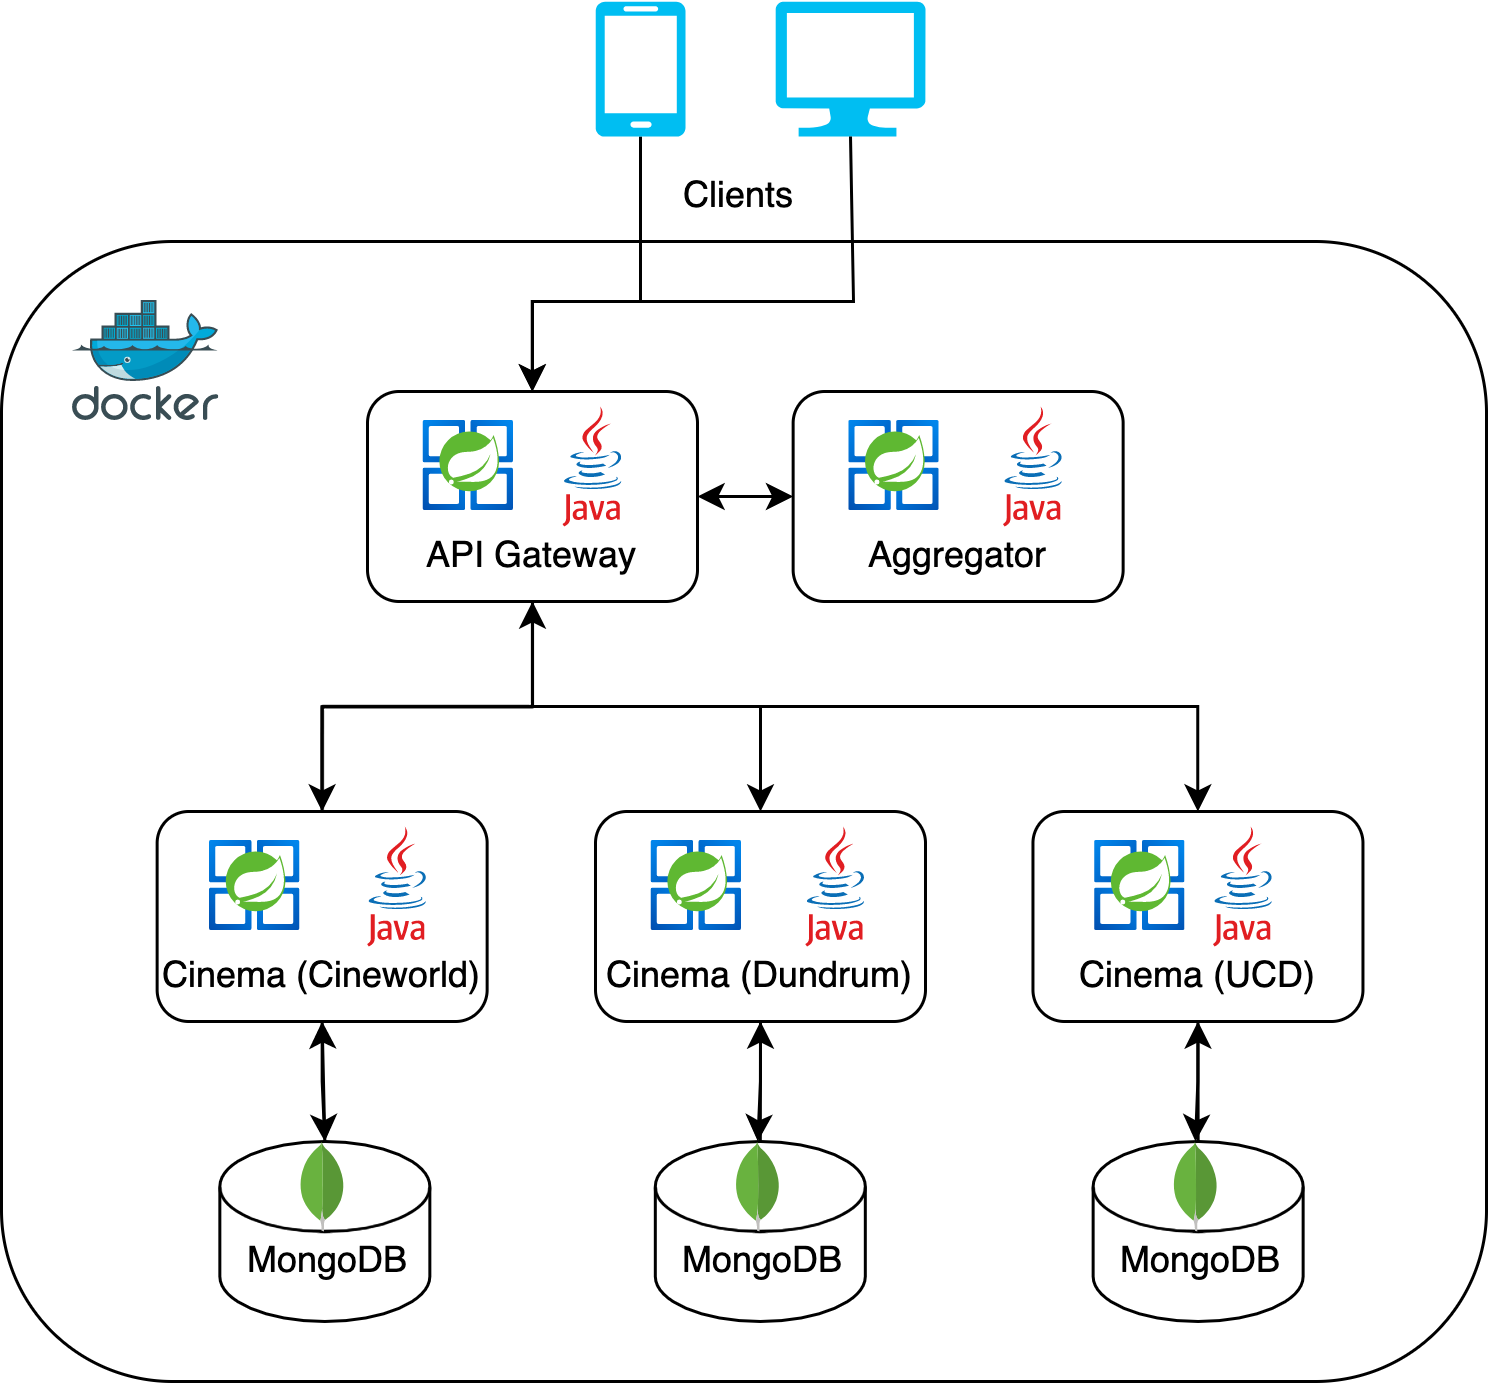 Clients
docker
Java
API Gateway
Java
Aggregator
Java
Cinema (Cineworld)
Java
Cinema (Dundrum)
Java
Cinema (UCD)
MongoDB
MongoDB
MongoDB